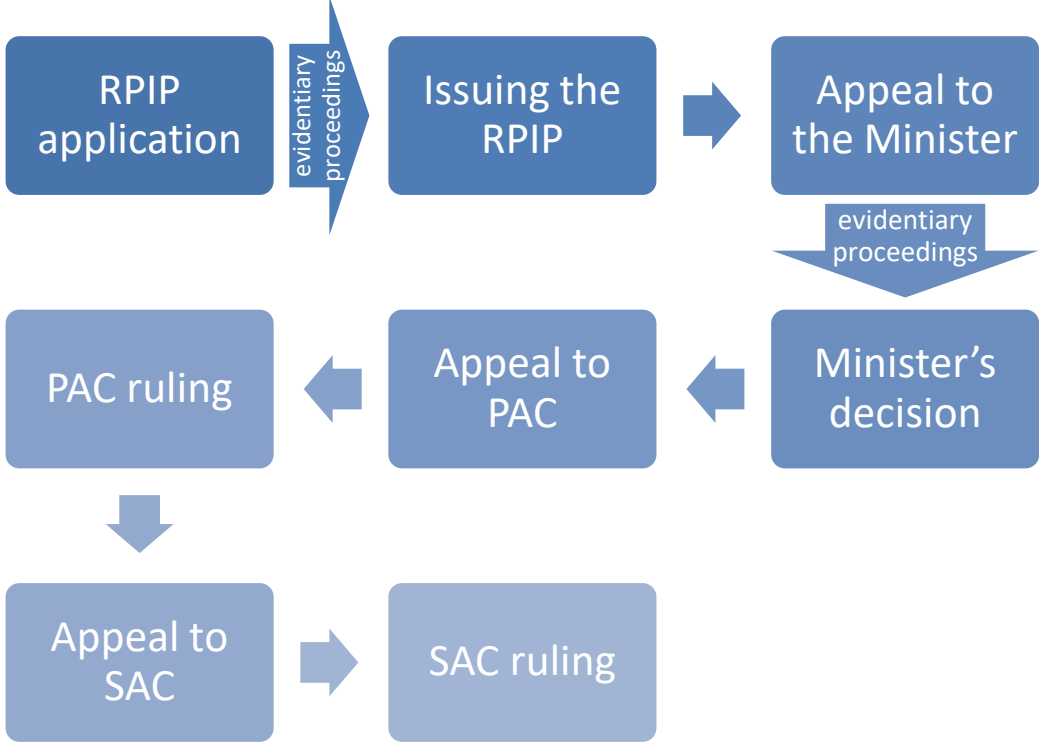 RPIP
application
evidentiary
proceedings
Issuing the
RPIP
Appeal to
the Minister
evidentiary
proceedings
Minister’s
decision
Appeal to
PAC
PAC ruling
Appeal to
SAC
SAC ruling